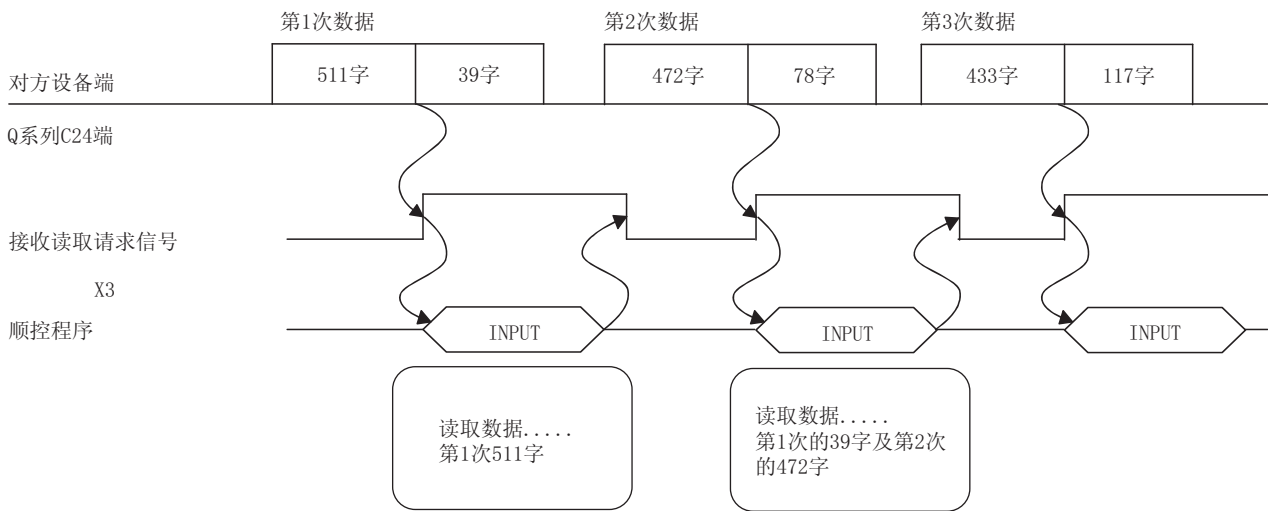 第1次数据
第2次数据
第3次数据
对方设备端
511字
39字
472字
78字
433字
117字
Q系列C24端
接收读取请求信号
X3
顺控程序
INPUT
INPUT
INPUT
读取数据.....
第1次511字
读取数据.....
第1次的39字及第2次
的472字